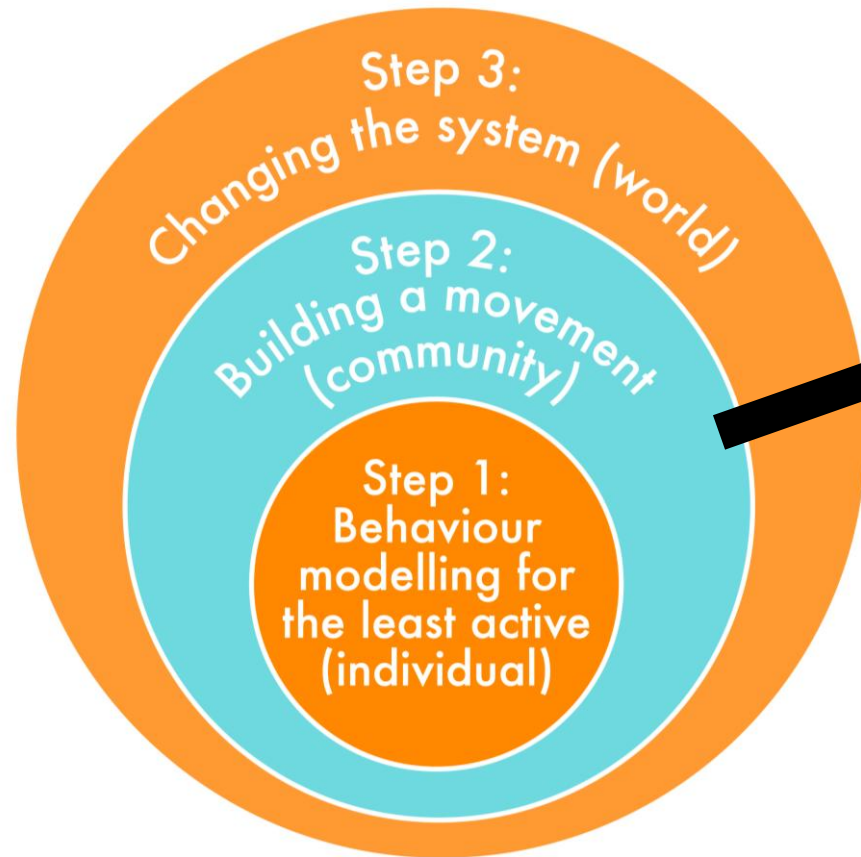 Step 3:
Changing the system (world)
Step 2:
Building a movement
(community)
Step 1:
Behaviour
modelling for
the least active
(individual)